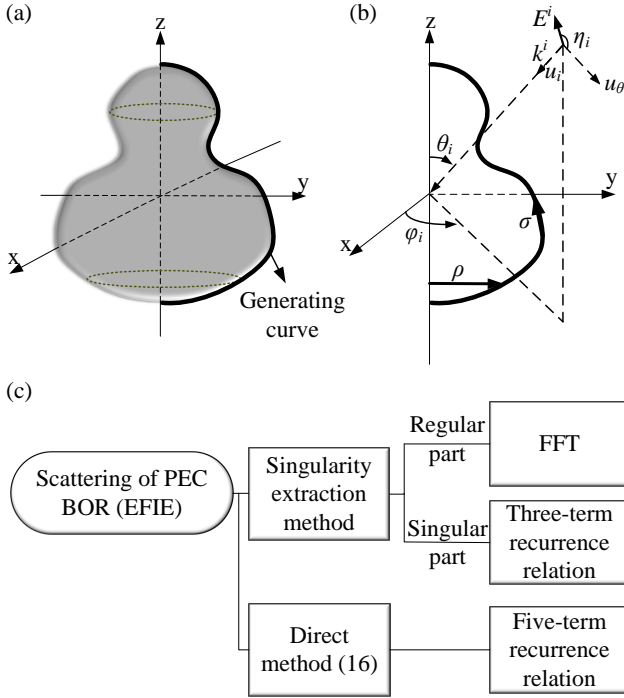 (a)
z
y
x
Generating
curve
(b)
z
E^i
η_i
k^i
u_i
u_θ
θ_i
y
x
φ_i
σ
ρ
(c)
Scattering of PEC
BOR (EFIE)
Singularity
extraction
method
Regular
part
FFT
Singular
part
Three-term
recurrence
relation
Direct
method (16)
Five-term
recurrence
relation